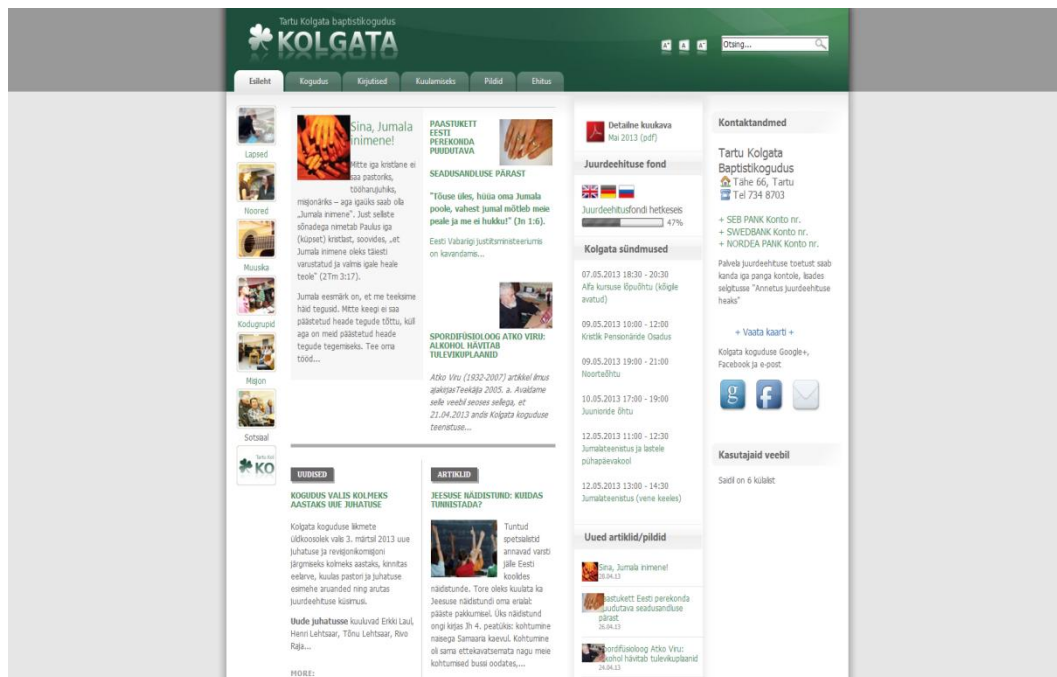 Tartu Kolgata baptistikogudus
KOLGATA
A+ A A-
Otsing...
Esileht Kogudus Kirjutised Kuulamiseks Pildid Ehitus
Lapsed
Noored
Muusika
Kodugrupid
Misjon
Sotsiaal
Sina, Jumala
inimene!
Mitte iga kristlane ei
saa pastoriks,
tööharujuhiks,
misjonäriks – aga igaüks saab olla
„Jumala inimene". Just selliste
sõnadega nimetab Paulus iga
(küpset) kristlast, soovides, „et
Jumala inimene oleks täiesti
varustatud ja valmis igale heale
teole" (2Tm 3:17).
Jumala eesmärk on, et me teeksime
häid tegusid. Mitte keegi ei saa
päästetud heade tegude tõttu, küll
aga on meid päästetud heade
tegude tegemiseks. Tee oma
tööd...
PAASTUKETT
EESTI
PEREKONDA
PUUDUTAVA
SEADUSANDLUSE PÄRAST
"Tõuse üles, hüüa oma Jumala
poole, vahest jumal mõtleb meie
peale ja me ei hukku!" (Jn 1:6).
Eesti Vabariigi justiitsministeeriumis
on kavandamis...
SPORDIFÜSIOLOOG ATKO VIRU:
ALKOHOL HÄVITAB
TULEVIKUPLAANID
Atko Viru (1932-2007) artikkel ilmus
ajakirjasTeekäija 2005. a. Avaldame
selle veebil seoses sellega, et
21.04.2013 andis Kolgata koguduse
teenistuse...
UUDISED
KOGUDUS VALIS KOLMEKS
AASTAKS UUE JUHATUSE
Kolgata koguduse liikmete
üldkoosolek valis 3. märtsil 2013 uue
juhatuse ja revisjonikomisjoni
järgmiseks kolmeks aastaks, kinnitas
eelarve, kuulas pastori ja juhatuse
esimehe aruanded ning arutas
juurdeehituse küsimus.
Uude juhatusse kuuluvad Erkki Laul,
Henri Lehtsaar, Tõnu Lehtsaar, Rivo
Raja...
MORE:
ARTIKLID
JEESUSE NÄIDISTUND: KUIDAS
TUNNISTADA?
Tuntud
spetsialistid
annavad varsti
jälle Eesti
koolides
näidistunde. Tore oleks kuulata ka
Jeesuse näidistundi oma erialal:
pääste pakkumisel. Üks näidistund
ongi kirjas Jh 4. peatükis: kohtumine
naisega Samaaria kaevul. Kohtumine
oli sama ettekavatsemata nagu meie
kohtumised bussi oodates,...
Detailne kuukava
Mai 2013 (pdf)
Juurdeehituse fond
Juurdeehitusfondi hetkeseis
47%
Kolgata sündmused
07.05.2013 18:30 - 20:30
Alfa kursuse lõpuõhtu (kõigile
avatud)
09.05.2013 10:00 - 12:00
Kristlik Pensionäride Osadus
09.05.2013 19:00 - 21:00
Noorteõhtu
10.05.2013 17:00 - 19:00
Juunioride õhtu
12.05.2013 11:00 - 12:30
Jumalateenistus ja lastele
pühapäevakool
12.05.2013 13:00 - 14:30
Jumalateenistus (vene keeles)
Uued artiklid/pildid
Sina, Jumala inimene!
28.04.13
Paastukett Eesti perekonda
puudutava seadusandluse
pärast
26.04.13
Spordifüsioloog Atko Viru:
alkohol hävitab tulevikuplaanid
24.04.13
Kontaktandmed
Tartu Kolgata
Baptistikogudus
Tähe 66, Tartu
Tel 734 8703
+ SEB PANK Konto nr.
+ SWEDBANK Konto nr.
+ NORDEA PANK Konto nr.
Palvela juurdeehituse toetust saab
kanda iga panga kontole, lisades
selgitusse "Annetus juurdeehituse
heaks"
+ Vaata kaarti +
Kolgata koguduse Google+,
Facebook ja e-post
g f
Kasutajaid veebil
Saidil on 6 külalist